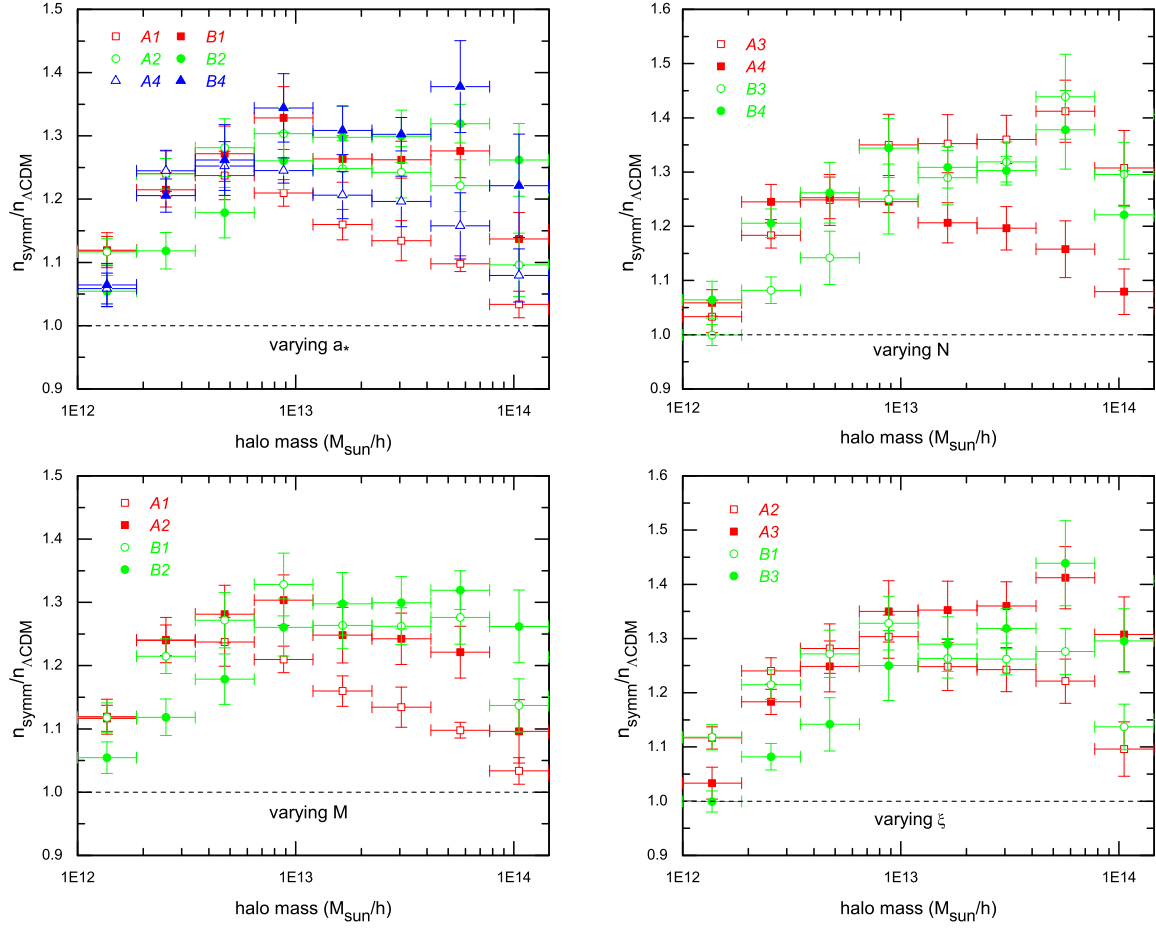 1.5
1.4
1.3
1.2
1.1
1.0
0.9
n_symm/n_ΛCDM
A1 B1
A2 B2
A4 B4
varying a*
1E12 1E13 1E14
halo mass (M_sun/h)
1.6
1.5
1.4
1.3
1.2
1.1
1.0
0.9
n_symm/n_ΛCDM
A3
A4
B3
B4
varying N
1E12 1E13 1E14
halo mass (M_sun/h)
1.5
1.4
1.3
1.2
1.1
1.0
0.9
n_symm/n_ΛCDM
A1
A2
B1
B2
varying M
1E12 1E13 1E14
halo mass (M_sun/h)
1.6
1.5
1.4
1.3
1.2
1.1
1.0
0.9
n_symm/n_ΛCDM
A2
A3
B1
B3
varying ξ
1E12 1E13 1E14
halo mass (M_sun/h)